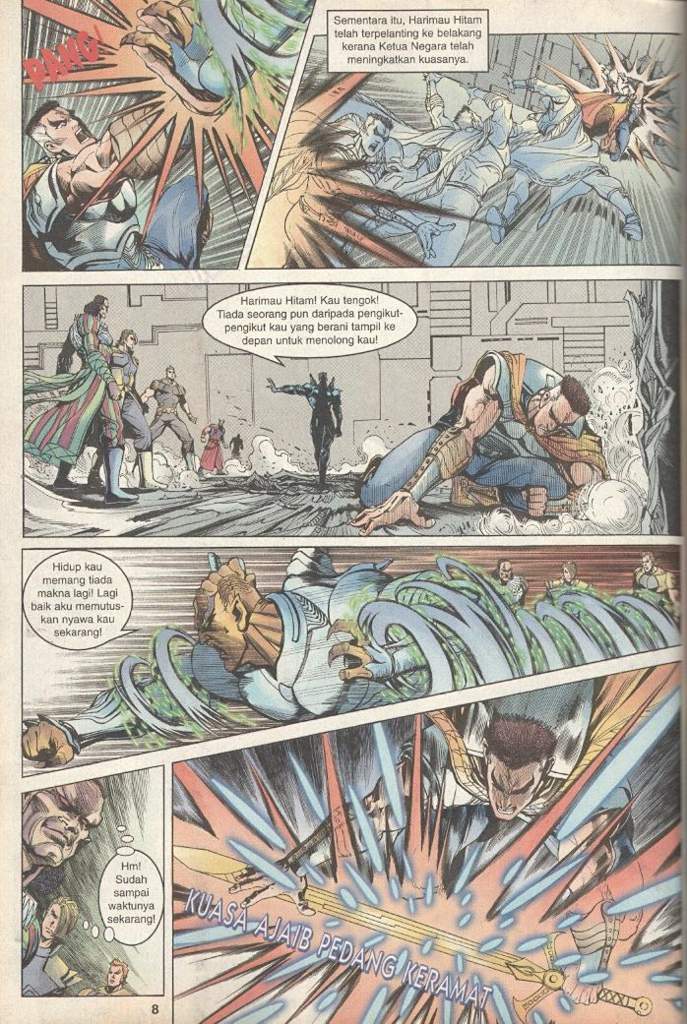 PANG!
Sementara itu, Harimau Hitam
telah terpelanting ke belakang
kerana Ketua Negara telah
meningkatkan kuasanya.
Harimau Hitam! Kau tengok!
Tiada seorang pun daripada pengikut-
pengikut kau yang berani tampil ke
depan untuk menolong kau!
Hidup kau
memang tiada
makna lagi! Lagi
baik aku memutus-
kan nyawa kau
sekarang!
Hm!
Sudah
sampai
waktunya
sekarang!
KUASA AJAIB PEDANG KERAMAT
8